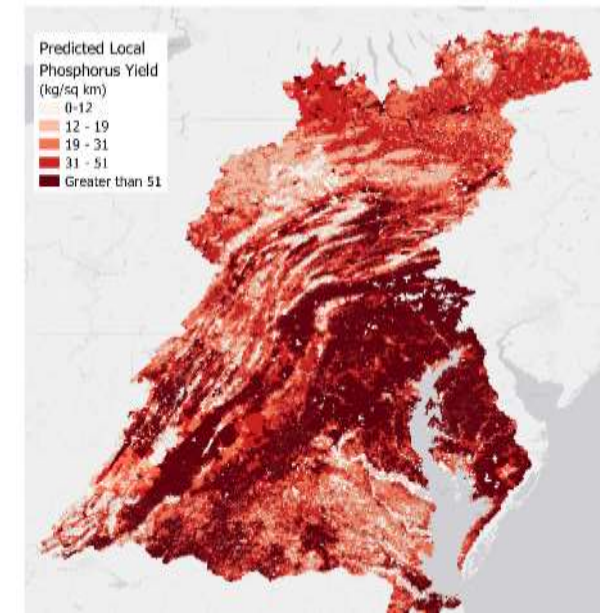 Predicted Local
Phosphorus Yield
(kg/sq km)
0-12
12 - 19
19 - 31
31 - 51
Greater than 51